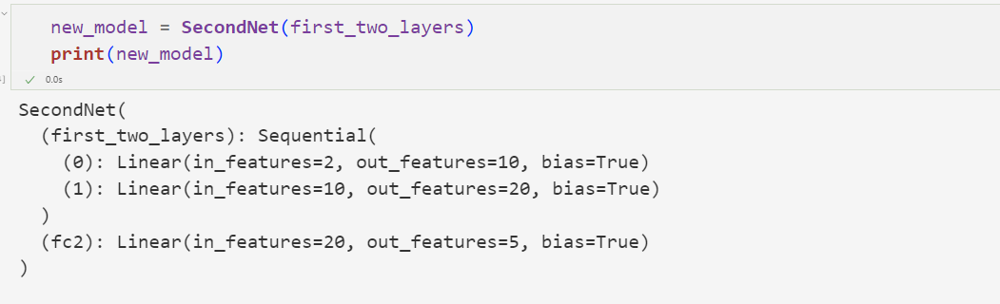 new_model = SecondNet(first_two_layers)
print(new_model)
0.0s
SecondNet(
  (first_two_layers): Sequential(
    (0): Linear(in_features=2, out_features=10, bias=True)
    (1): Linear(in_features=10, out_features=20, bias=True)
  )
  (fc2): Linear(in_features=20, out_features=5, bias=True)
)